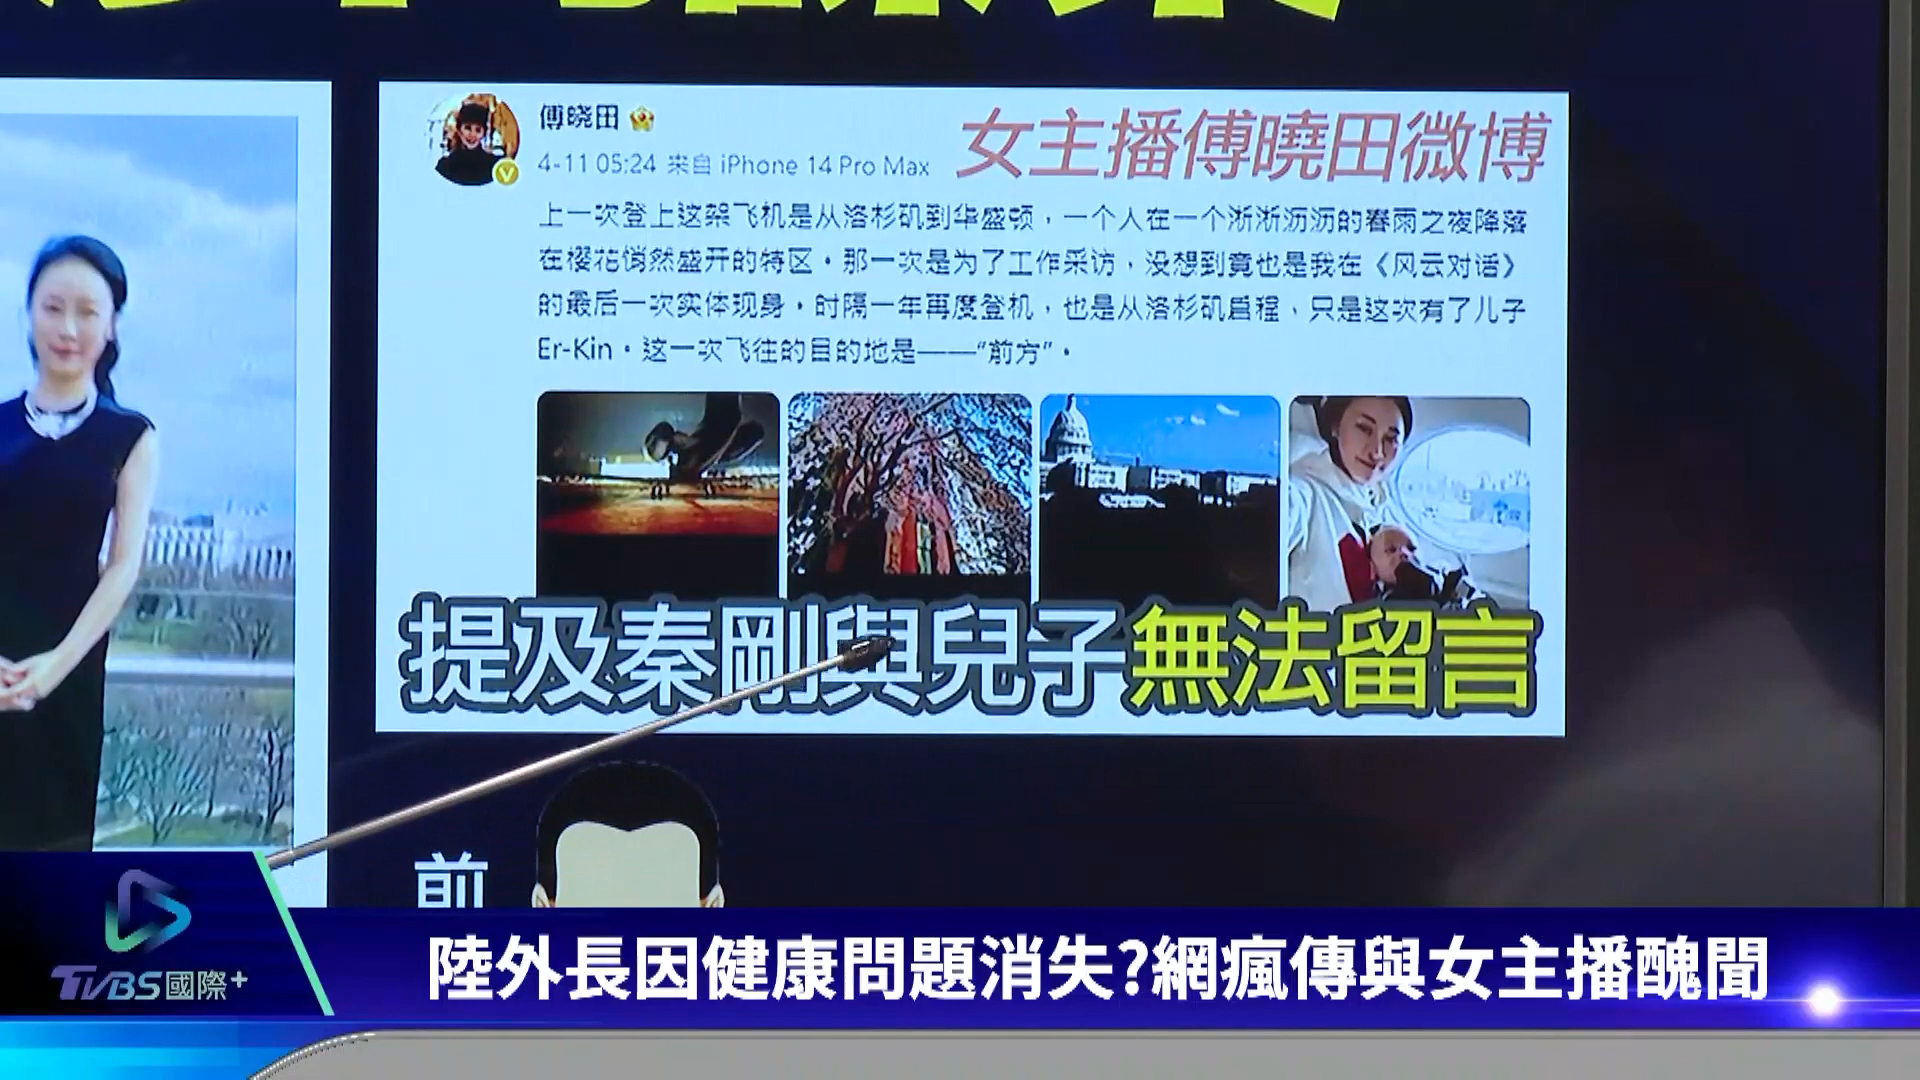 傅晓田
女主播傅曉田微博
4-11 05:24 来自 iPhone 14 Pro Max
上一次登上这架飞机是从洛杉矶到华盛顿，一个人在一个淅淅沥沥的春雨之夜降落
在樱花悄然盛开的特区。那一次是为了工作采访，没想到竟也是我在《风云对话》
的最后一次实体现身。时隔一年再度登机，也是从洛杉矶启程，只是这次有了儿子
Er-Kin。这一次飞往的目的地是——“前方”。
提及秦剛與兒子無法留言
前
陸外長因健康問題消失?網瘋傳與女主播醜聞
TVBS國際+